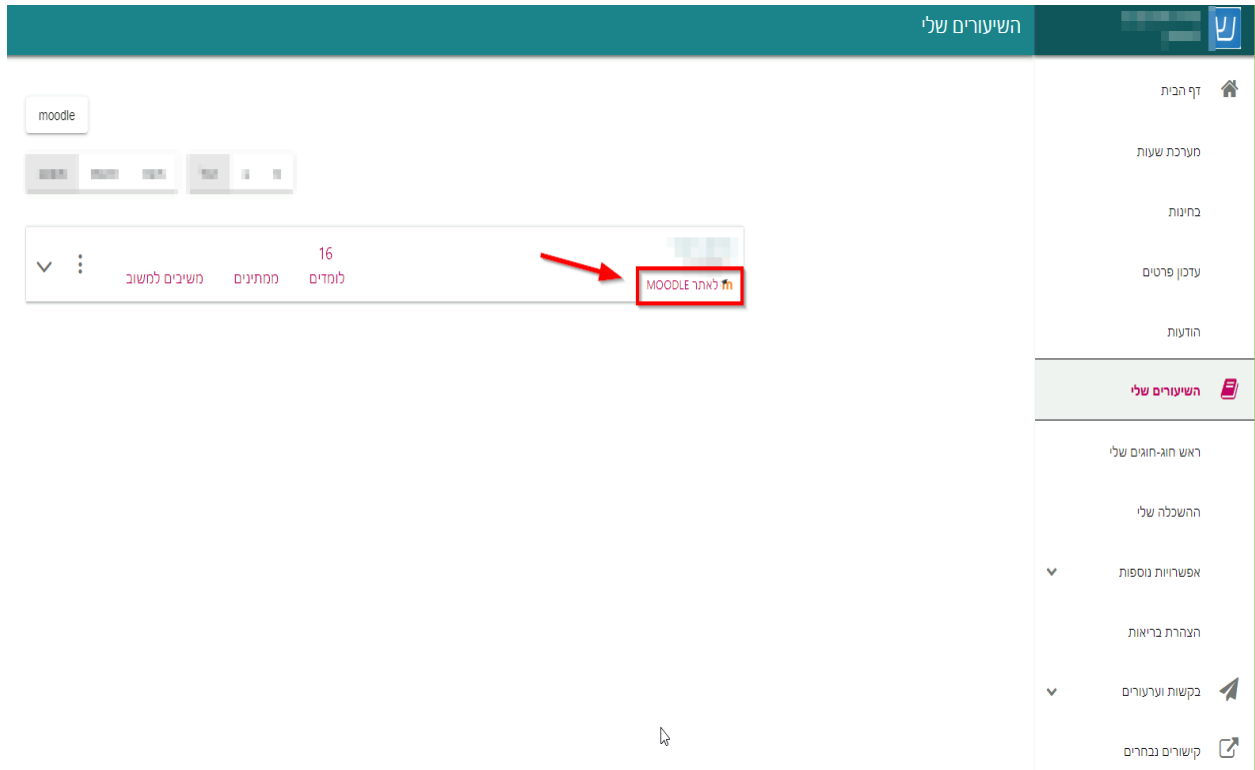 ש
השיעורים שלי
דף הבית
מערכת שעות
בחינות
עדכון פרטים
הודעות
השיעורים שלי
ראש חוג-חוגים שלי
ההשכלה שלי
אפשרויות נוספות
הצהרת בריאות
בקשות וערעורים
קישורים נבחרים
moodle
לאתר MOODLE
16
לומדים
ממתינים
משיבים למשוב